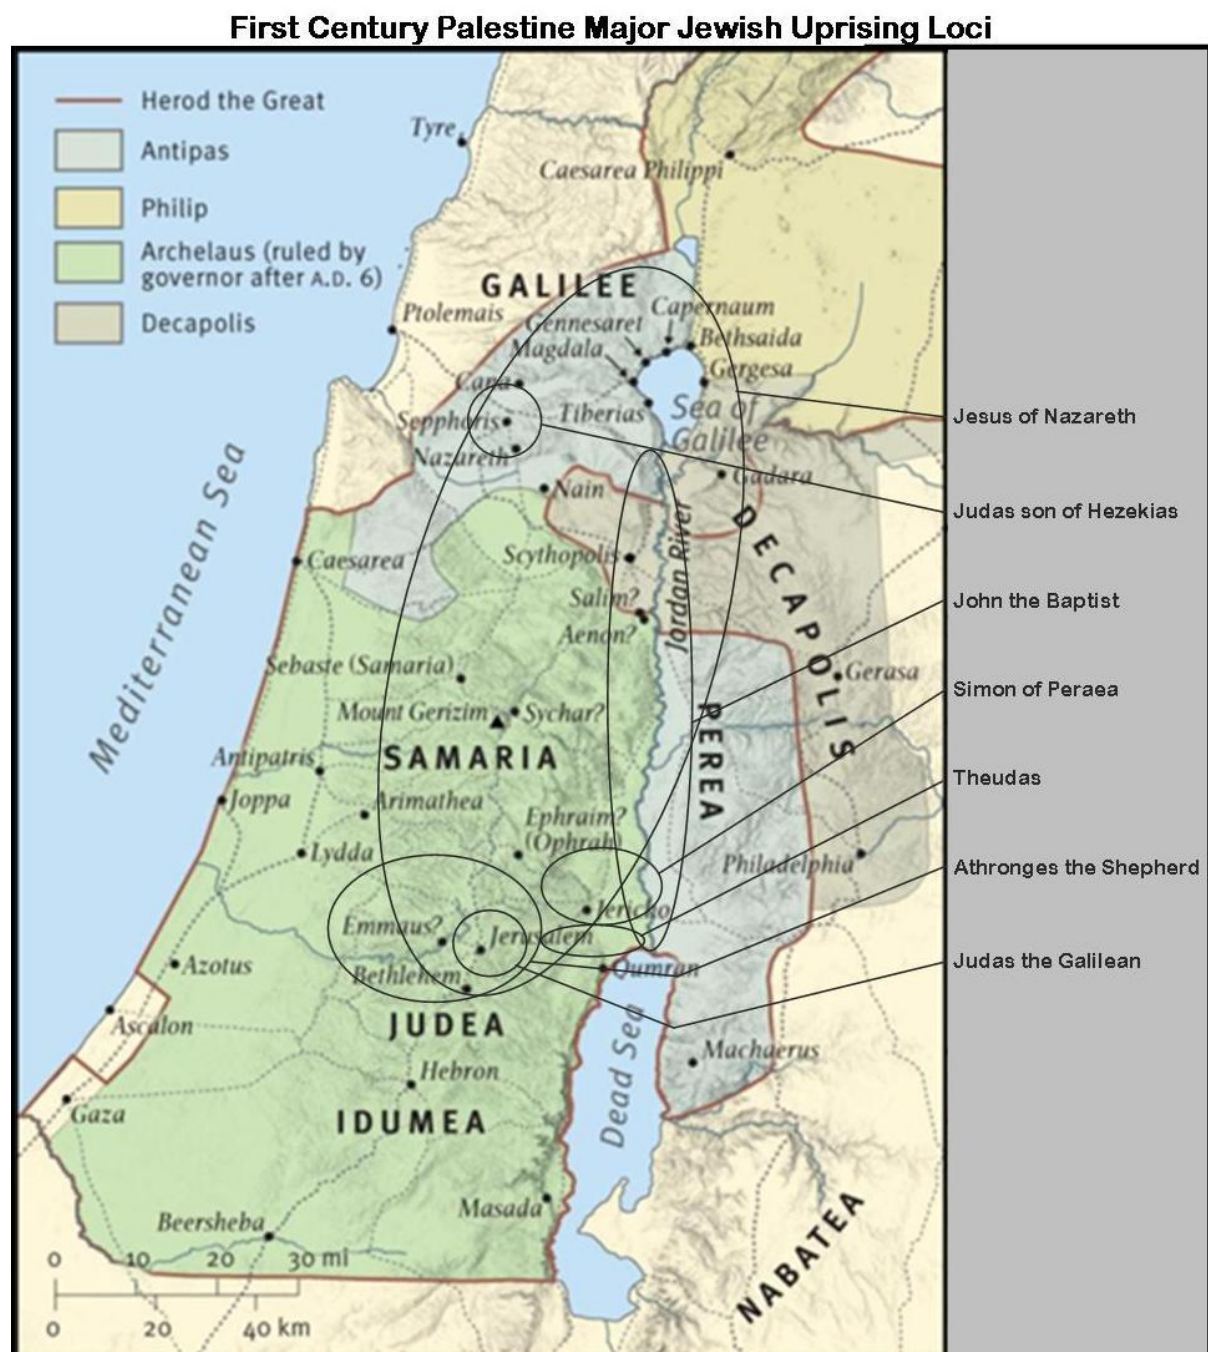 First Century Palestine Major Jewish Uprising Loci
Herod the Great
Antipas
Philip
Archelaus (ruled by
governor after A.D. 6)
Decapolis
Tyre
Caesarea Philippi
GALILEE
Ptolemais
Capernaum
Gennesaret
Bethsaida
Magdala
Gergesa
Cana
Sepphoris
Tiberias
Sea of
Galilee
Nazareth
Gadara
Nain
DECAPOLIS
Mediterranean Sea
Caesarea
Scythopolis
Jordan River
Salim?
Aenon?
Sebaste (Samaria)
Gerasa
Mount Gerizim
Sychar?
PEREA
Antipatris
SAMARIA
Joppa
Arimathea
Ephraim?
(Ophrah)
Lydda
Philadelphia
Jericho
Emmaus?
Jerusalem
Azotus
Bethlehem
Qumran
Ascalon
JUDEA
Dead Sea
Machaerus
Hebron
Gaza
IDUMEA
Masada
Beersheba
NABATEA
0 10 20 30 mi
0 20 40 km
Jesus of Nazareth
Judas son of Hezekias
John the Baptist
Simon of Peraea
Theudas
Athronges the Shepherd
Judas the Galilean